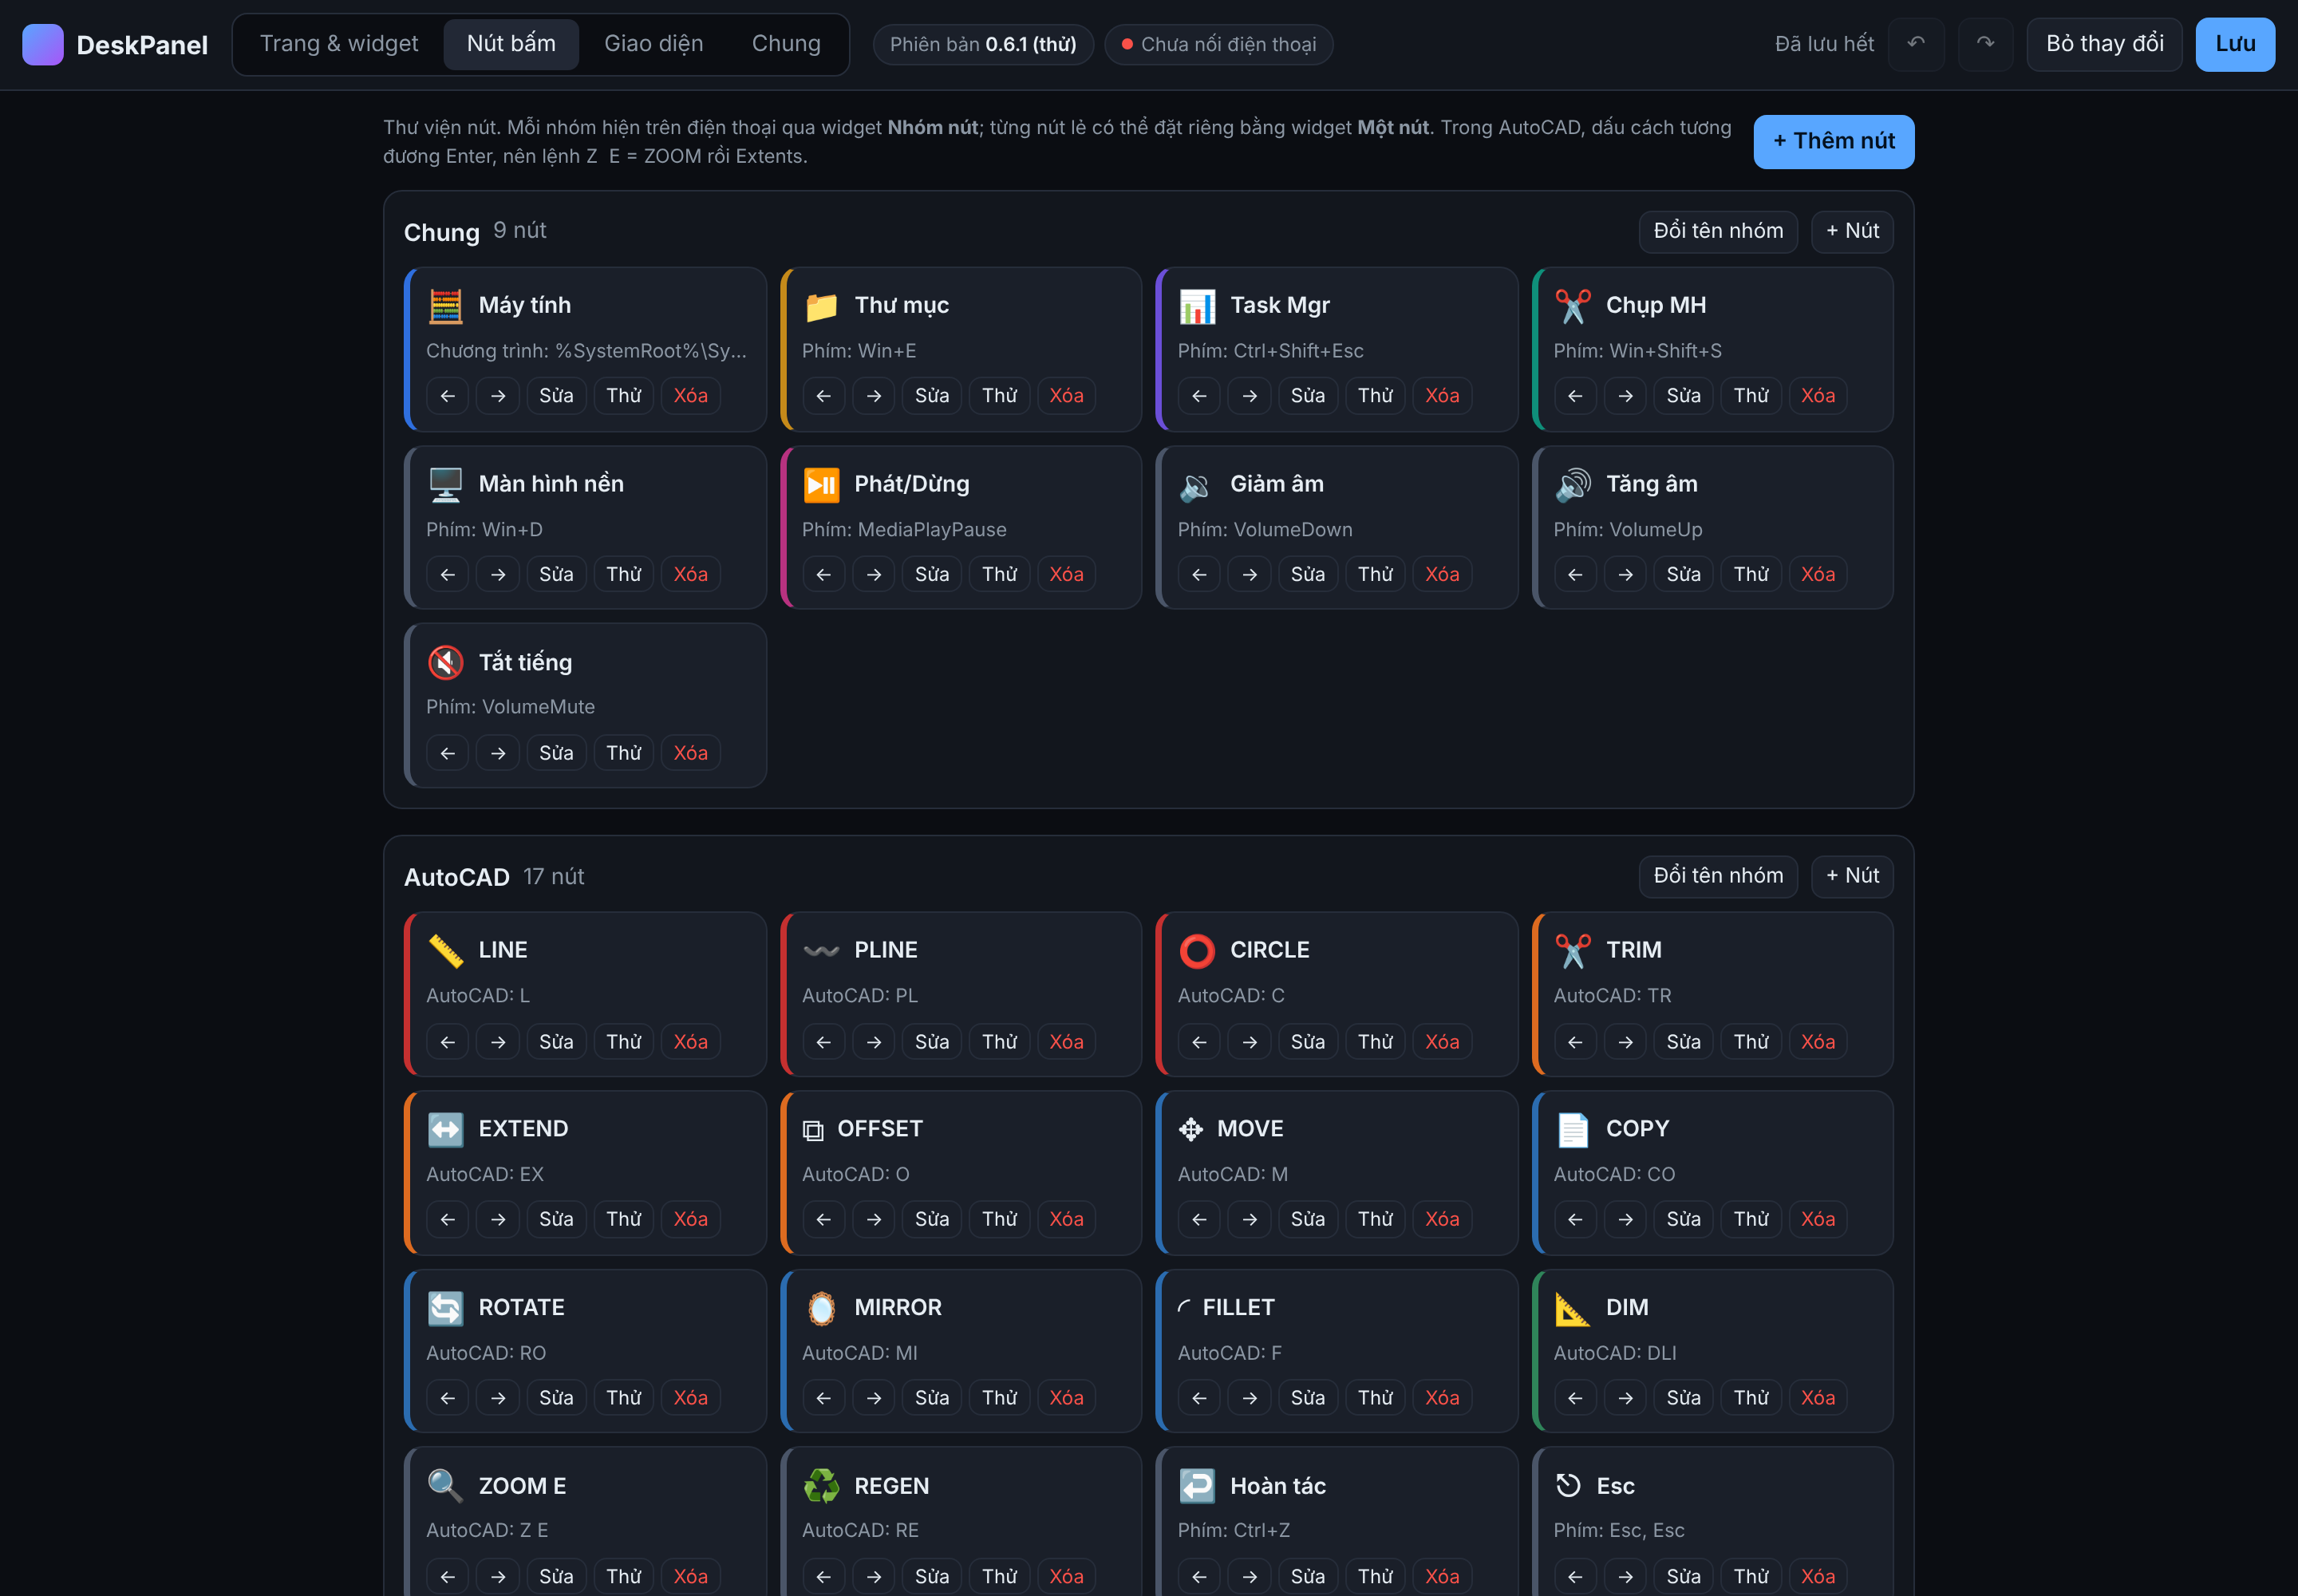 DeskPanel Trang & widget Nút bấm Giao diện Chung Phiên bản 0.6.1 (thử) Chưa nối điện thoại Đã lưu hết ↶ ↷ Bỏ thay đổi Lưu
Thư viện nút. Mỗi nhóm hiện trên điện thoại qua widget Nhóm nút; từng nút lẻ có thể đặt riêng bằng widget Một nút. Trong AutoCAD, dấu cách tương
đương Enter, nên lệnh Z  E = ZOOM rồi Extents.
+ Thêm nút
Chung 9 nút Đổi tên nhóm + Nút
Máy tính Thư mục Task Mgr Chụp MH
Chương trình: %SystemRoot%\Sy... Phím: Win+E Phím: Ctrl+Shift+Esc Phím: Win+Shift+S
← → Sửa Thử Xóa ← → Sửa Thử Xóa ← → Sửa Thử Xóa ← → Sửa Thử Xóa
Màn hình nền Phát/Dừng Giảm âm Tăng âm
Phím: Win+D Phím: MediaPlayPause Phím: VolumeDown Phím: VolumeUp
← → Sửa Thử Xóa ← → Sửa Thử Xóa ← → Sửa Thử Xóa ← → Sửa Thử Xóa
Tắt tiếng
Phím: VolumeMute
← → Sửa Thử Xóa
AutoCAD 17 nút Đổi tên nhóm + Nút
LINE PLINE CIRCLE TRIM
AutoCAD: L AutoCAD: PL AutoCAD: C AutoCAD: TR
← → Sửa Thử Xóa ← → Sửa Thử Xóa ← → Sửa Thử Xóa ← → Sửa Thử Xóa
EXTEND OFFSET MOVE COPY
AutoCAD: EX AutoCAD: O AutoCAD: M AutoCAD: CO
← → Sửa Thử Xóa ← → Sửa Thử Xóa ← → Sửa Thử Xóa ← → Sửa Thử Xóa
ROTATE MIRROR FILLET DIM
AutoCAD: RO AutoCAD: MI AutoCAD: F AutoCAD: DLI
← → Sửa Thử Xóa ← → Sửa Thử Xóa ← → Sửa Thử Xóa ← → Sửa Thử Xóa
ZOOM E REGEN Hoàn tác Esc
AutoCAD: Z E AutoCAD: RE Phím: Ctrl+Z Phím: Esc, Esc
← → Sửa Thử Xóa ← → Sửa Thử Xóa ← → Sửa Thử Xóa ← → Sửa Thử Xóa